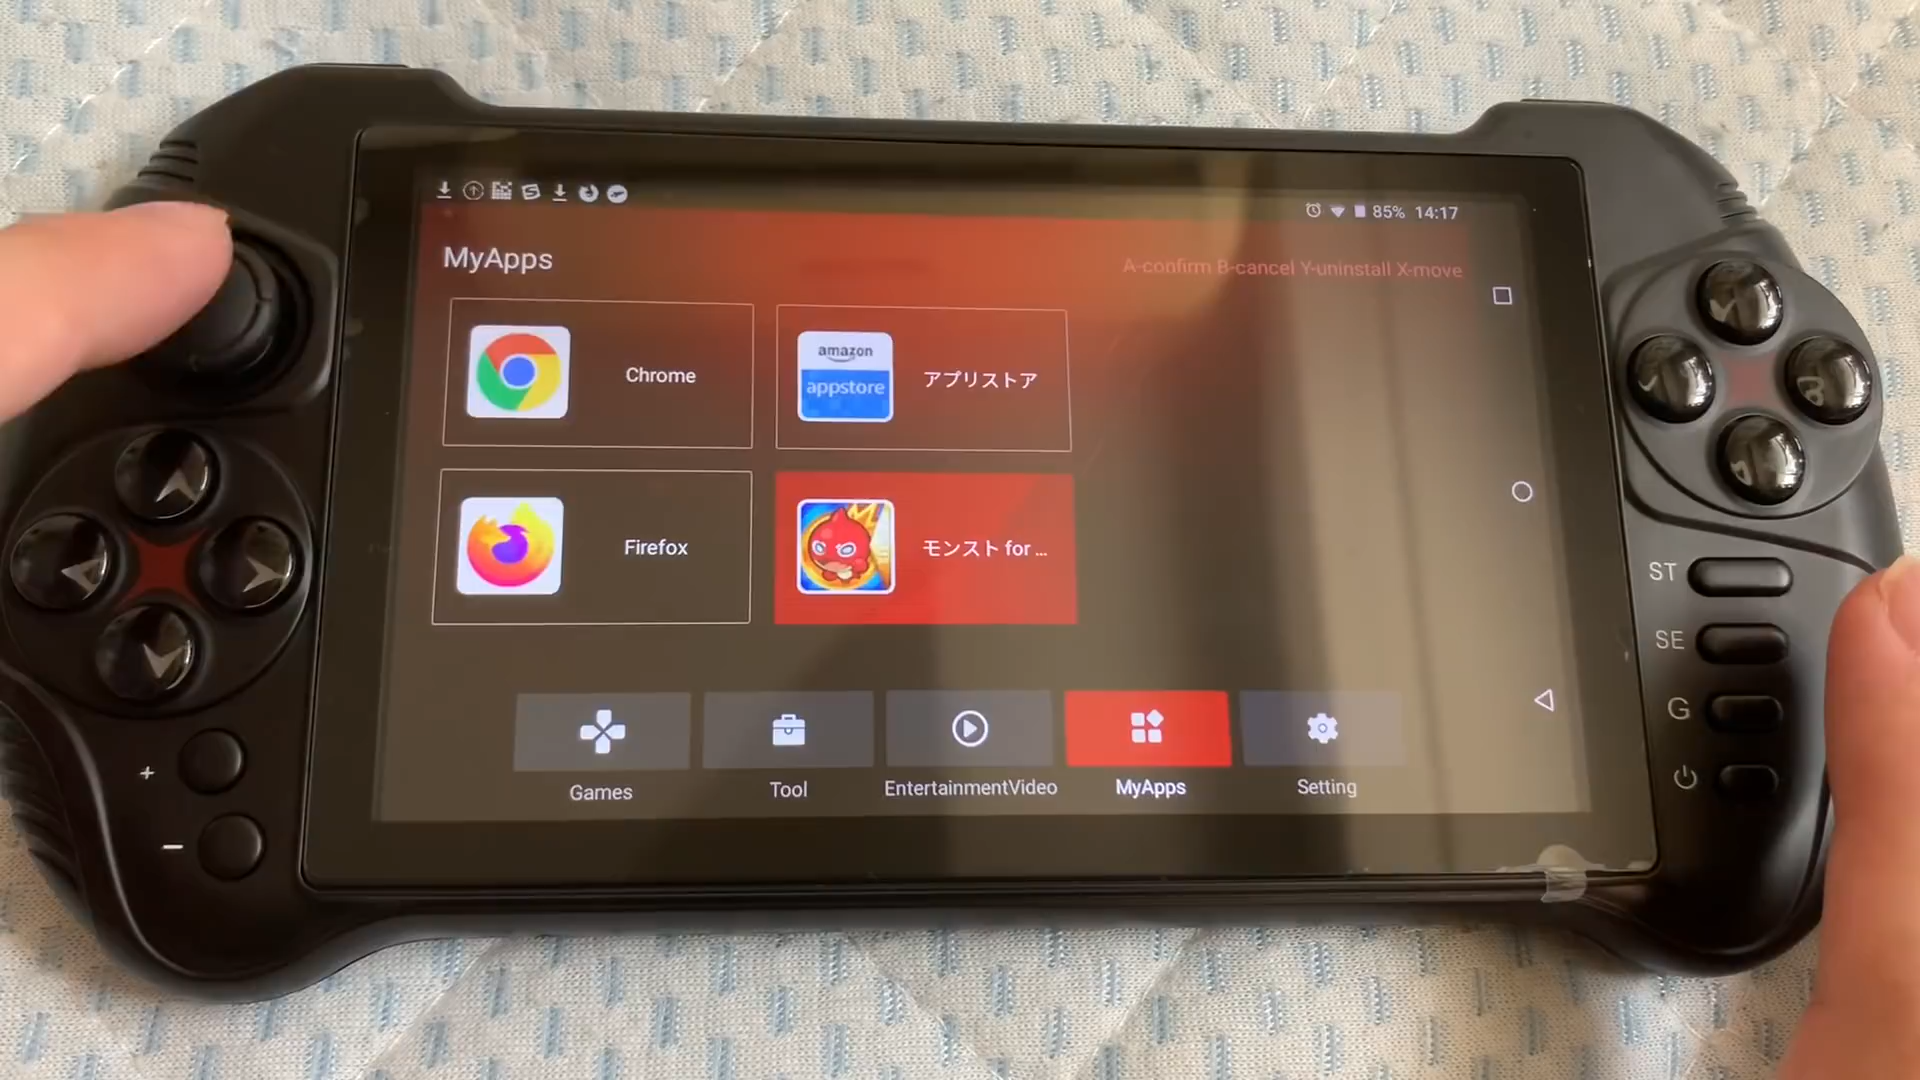 85% 14:17
MyApps
A-confirm B-cancel Y-uninstall X-move
Chrome
amazon
appstore
アプリストア
Firefox
モンスト for ...
Games
Tool
EntertainmentVideo
MyApps
Setting
ST
SE
G
+
−